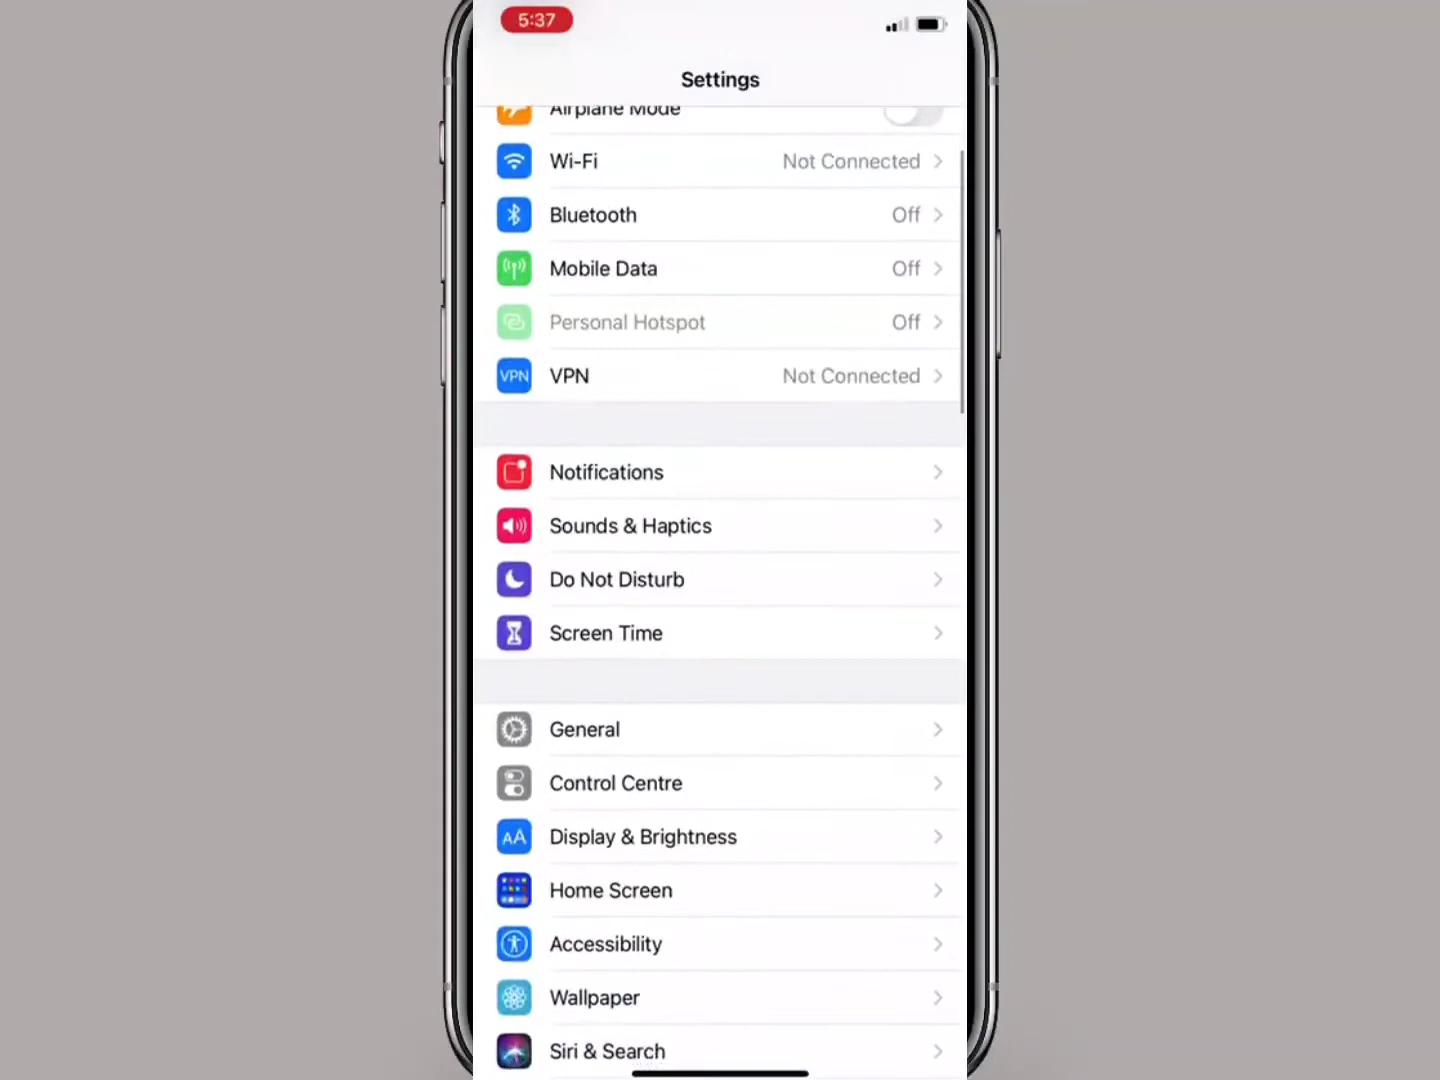 5:37
Settings
Airplane Mode
Wi-Fi Not Connected
Bluetooth Off
Mobile Data Off
Personal Hotspot Off
VPN VPN Not Connected
Notifications
Sounds & Haptics
Do Not Disturb
Screen Time
General
Control Centre
AA Display & Brightness
Home Screen
Accessibility
Wallpaper
Siri & Search